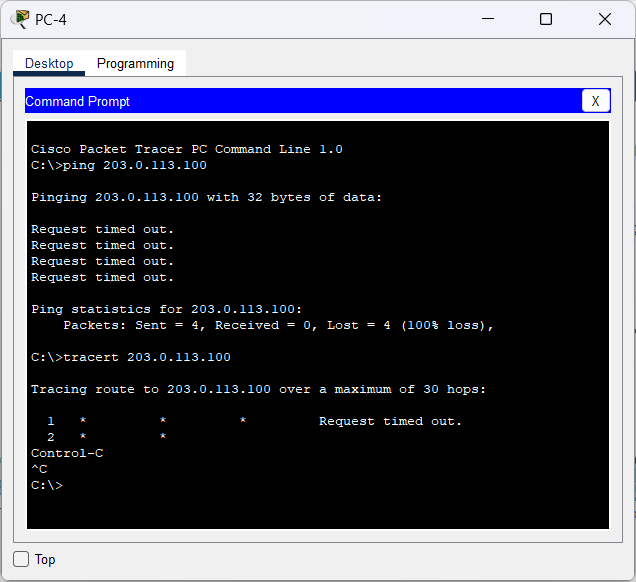 PC-4
Desktop Programming
Command Prompt X
Cisco Packet Tracer PC Command Line 1.0
C:\>ping 203.0.113.100
Pinging 203.0.113.100 with 32 bytes of data:
Request timed out.
Request timed out.
Request timed out.
Request timed out.
Ping statistics for 203.0.113.100:
    Packets: Sent = 4, Received = 0, Lost = 4 (100% loss),
C:\>tracert 203.0.113.100
Tracing route to 203.0.113.100 over a maximum of 30 hops:
  1   *         *         *         Request timed out.
  2   *         *
Control-C
^C
C:\>
Top